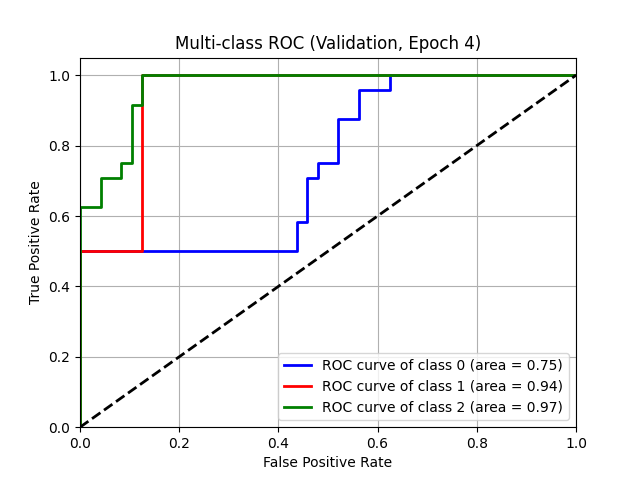 Multi-class ROC (Validation, Epoch 4)
True Positive Rate
1.0
0.8
0.6
0.4
0.2
0.0
0.0 0.2 0.4 0.6 0.8 1.0
False Positive Rate
ROC curve of class 0 (area = 0.75)
ROC curve of class 1 (area = 0.94)
ROC curve of class 2 (area = 0.97)